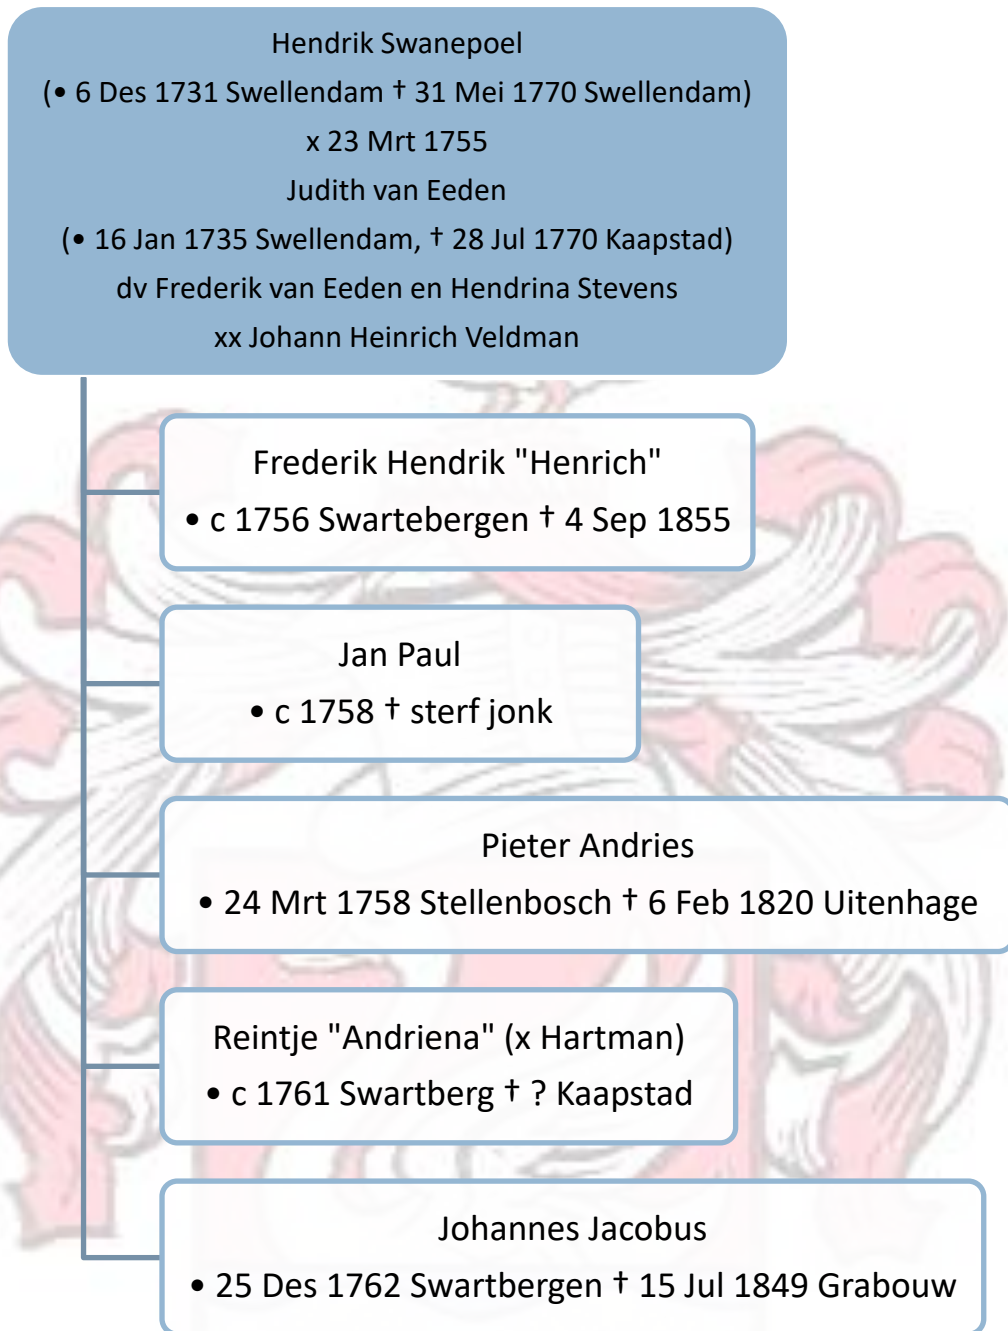 Hendrik Swanepoel
(• 6 Des 1731 Swellendam † 31 Mei 1770 Swellendam)
x 23 Mrt 1755
Judith van Eeden
(• 16 Jan 1735 Swellendam, † 28 Jul 1770 Kaapstad)
dv Frederik van Eeden en Hendrina Stevens
xx Johann Heinrich Veldman
Frederik Hendrik "Henrich"
• c 1756 Swartebergen † 4 Sep 1855
Jan Paul
• c 1758 † sterf jonk
Pieter Andries
• 24 Mrt 1758 Stellenbosch † 6 Feb 1820 Uitenhage
Reintje "Andriena" (x Hartman)
• c 1761 Swartberg † ? Kaapstad
Johannes Jacobus
• 25 Des 1762 Swartbergen † 15 Jul 1849 Grabouw